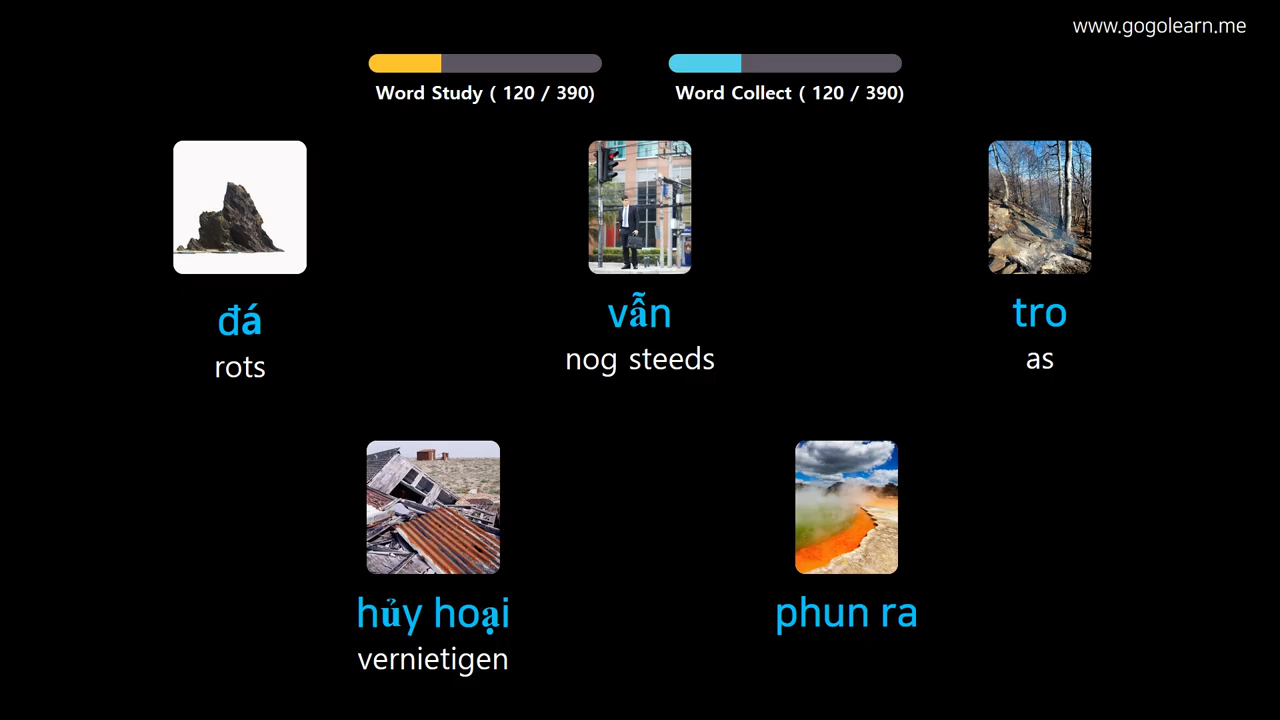 www.gogolearn.me
Word Study ( 120 / 390)
Word Collect ( 120 / 390)
đá
rots
vẫn
nog steeds
tro
as
hủy hoại
vernietigen
phun ra